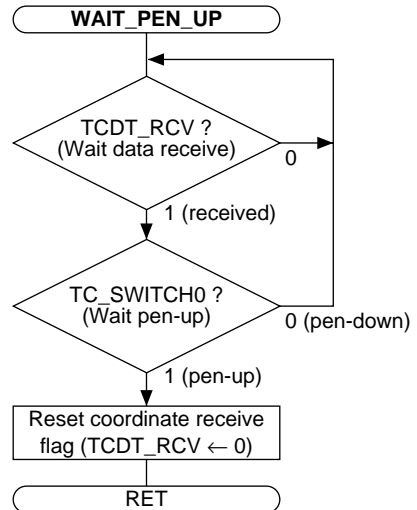 WAIT_PEN_UP
TCDT_RCV ?
(Wait data receive)
0
1 (received)
TC_SWITCH0 ?
(Wait pen-up)
0 (pen-down)
1 (pen-up)
Reset coordinate receive
flag (TCDT_RCV ← 0)
RET